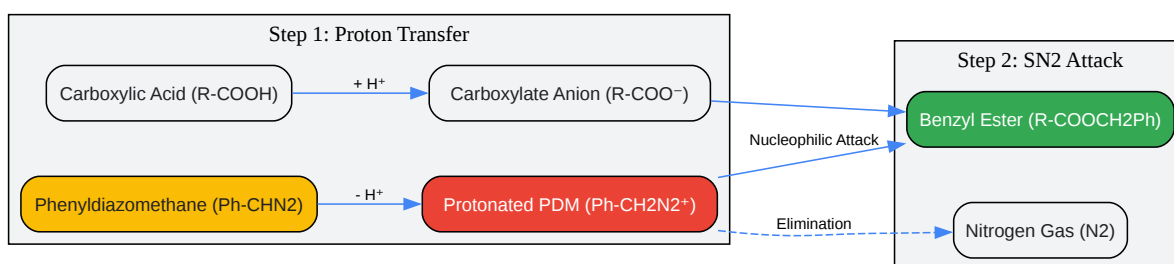 Step 1: Proton Transfer
Carboxylic Acid (R-COOH)
+ H⁺
Carboxylate Anion (R-COO⁻)
Phenyldiazomethane (Ph-CHN2)
- H⁺
Protonated PDM (Ph-CH2N2⁺)
Nucleophilic Attack
Elimination
Step 2: SN2 Attack
Benzyl Ester (R-COOCH2Ph)
Nitrogen Gas (N2)